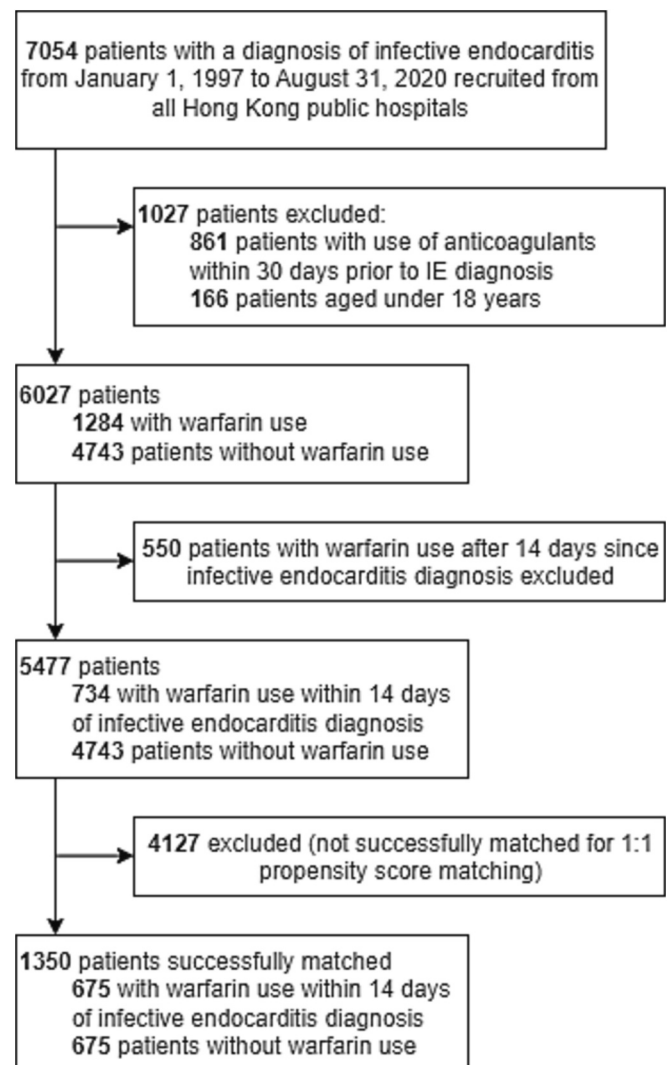 7054 patients with a diagnosis of infective endocarditis
from January 1, 1997 to August 31, 2020 recruited from
all Hong Kong public hospitals
1027 patients excluded:
861 patients with use of anticoagulants
within 30 days prior to IE diagnosis
166 patients aged under 18 years
6027 patients
1284 with warfarin use
4743 patients without warfarin use
550 patients with warfarin use after 14 days since
infective endocarditis diagnosis excluded
5477 patients
734 with warfarin use within 14 days
of infective endocarditis diagnosis
4743 patients without warfarin use
4127 excluded (not successfully matched for 1:1
propensity score matching)
1350 patients successfully matched
675 with warfarin use within 14 days
of infective endocarditis diagnosis
675 patients without warfarin use